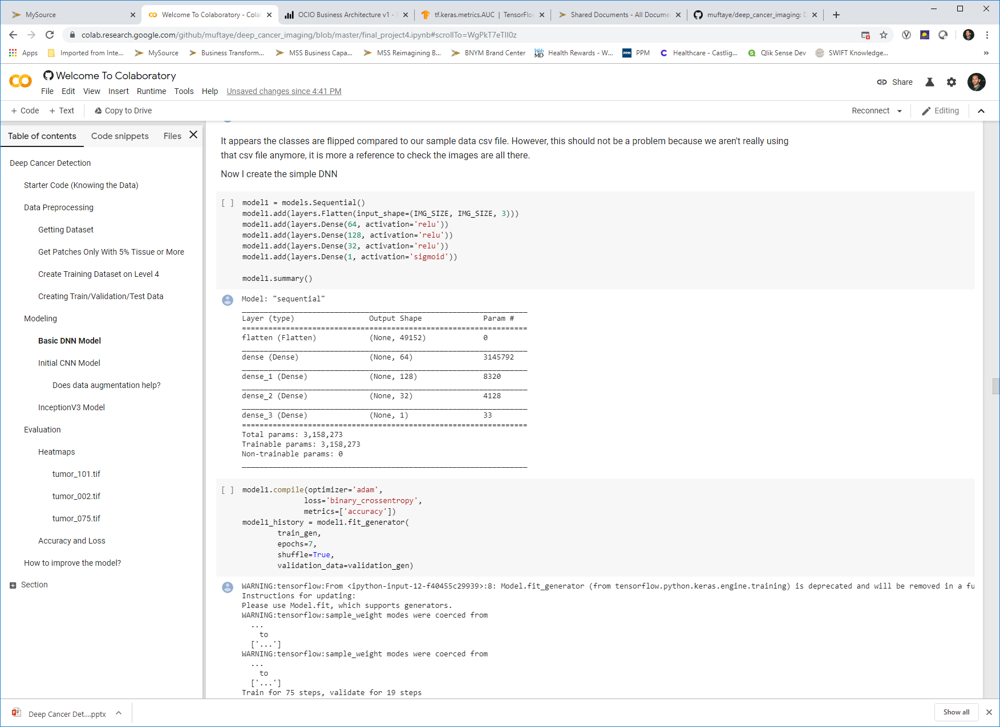 MySource
Welcome To Colaboratory - Cola
OCIO Business Architecture v1 -
tf.keras.metrics.AUC | TensorFlow
Shared Documents - All Docume
muftaye/deep_cancer_imaging: D
colab.research.google.com/github/muftaye/deep_cancer_imaging/blob/master/final_project4.ipynb#scrollTo=WgPkT7eTII0z
Apps
Imported from Inte...
MySource
Business Transform...
MSS Business Capa...
MSS Reimagining B...
BNYM Brand Center
Web MD
Health Rewards - W...
PPM
PPM
Healthcare - Castlig...
Qlik Sense Dev
SWIFT Knowledge...
Welcome To Colaboratory
File Edit View Insert Runtime Tools Help Unsaved changes since 4:41 PM
Share
+ Code + Text Copy to Drive
Reconnect
Editing
Table of contents Code snippets Files
Deep Cancer Detection
Starter Code (Knowing the Data)
Data Preprocessing
Getting Dataset
Get Patches Only With 5% Tissue or More
Create Training Dataset on Level 4
Creating Train/Validation/Test Data
Modeling
Basic DNN Model
Initial CNN Model
Does data augmentation help?
InceptionV3 Model
Evaluation
Heatmaps
tumor_101.tif
tumor_002.tif
tumor_075.tif
Accuracy and Loss
How to improve the model?
Section
It appears the classes are flipped compared to our sample data csv file. However, this should not be a problem because we aren't really using
that csv file anymore, it is more a reference to check the images are all there.
Now I create the simple DNN
[ ] model1 = models.Sequential()
model1.add(layers.Flatten(input_shape=(IMG_SIZE, IMG_SIZE, 3)))
model1.add(layers.Dense(64, activation='relu'))
model1.add(layers.Dense(128, activation='relu'))
model1.add(layers.Dense(32, activation='relu'))
model1.add(layers.Dense(1, activation='sigmoid'))
model1.summary()
Model: "sequential"
_________________________________________________________________
Layer (type) Output Shape Param #
=================================================================
flatten (Flatten) (None, 49152) 0
_________________________________________________________________
dense (Dense) (None, 64) 3145792
_________________________________________________________________
dense_1 (Dense) (None, 128) 8320
_________________________________________________________________
dense_2 (Dense) (None, 32) 4128
_________________________________________________________________
dense_3 (Dense) (None, 1) 33
=================================================================
Total params: 3,158,273
Trainable params: 3,158,273
Non-trainable params: 0
_________________________________________________________________
[ ] model1.compile(optimizer='adam',
loss='binary_crossentropy',
metrics=['accuracy'])
model1_history = model1.fit_generator(
train_gen,
epochs=7,
shuffle=True,
validation_data=validation_gen)
WARNING:tensorflow:From <ipython-input-12-f40455c29939>:8: Model.fit_generator (from tensorflow.python.keras.engine.training) is deprecated and will be removed in a fu
Instructions for updating:
Please use Model.fit, which supports generators.
WARNING:tensorflow:sample_weight modes were coerced from
...
to
['...']
WARNING:tensorflow:sample_weight modes were coerced from
...
to
['...']
Train for 75 steps, validate for 19 steps
Deep Cancer Det....pptx
Show all